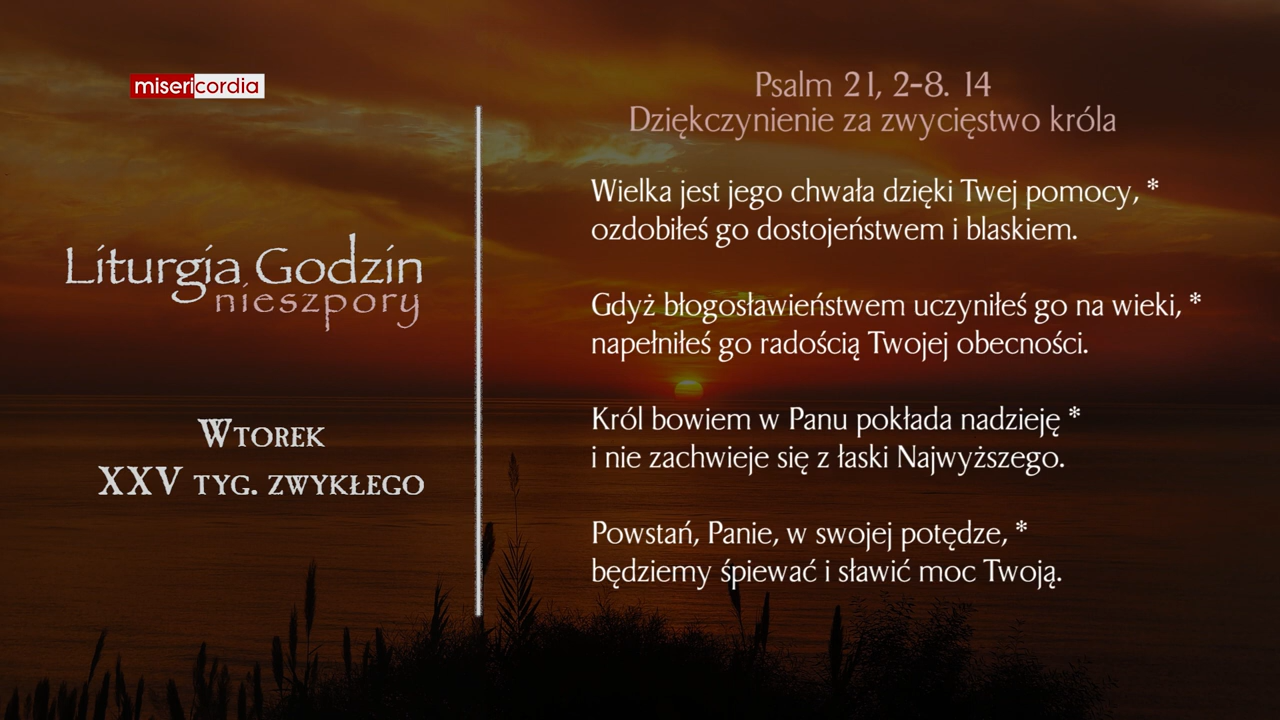 misericordia
Liturgia Godzin
nieszpory
Wtorek
XXV tyg. zwykłego
Psalm 21, 2-8. 14
Dziękczynienie za zwycięstwo króla
Wielka jest jego chwała dzięki Twej pomocy, *
ozdobiłeś go dostojeństwem i blaskiem.
Gdyż błogosławieństwem uczyniłeś go na wieki, *
napełniłeś go radością Twojej obecności.
Król bowiem w Panu pokłada nadzieję *
i nie zachwieje się z łaski Najwyższego.
Powstań, Panie, w swojej potędze, *
będziemy śpiewać i sławić moc Twoją.